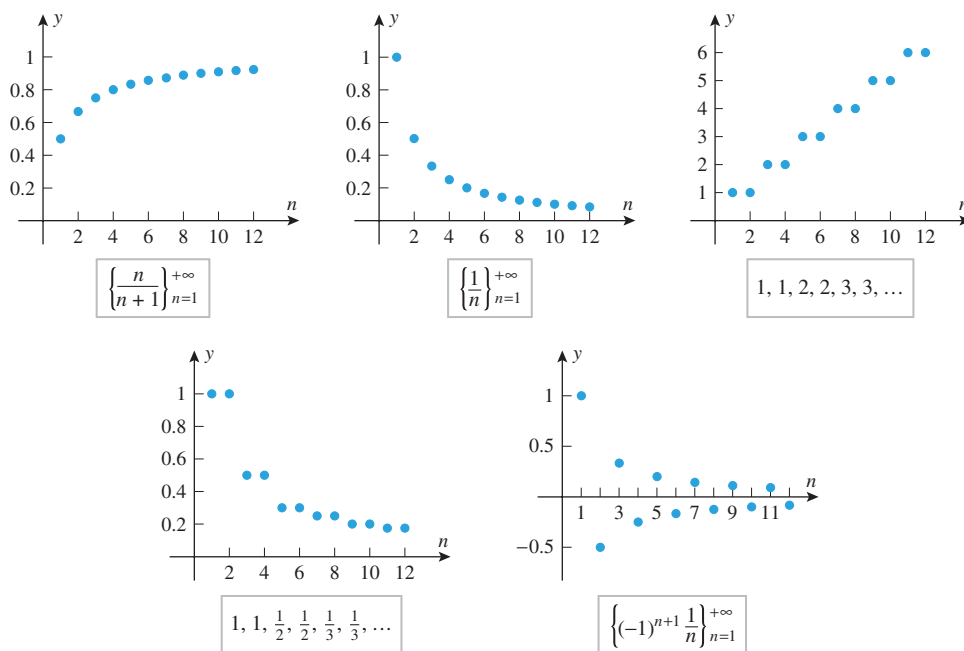 y
1
0.8
0.6
0.4
0.2
2 4 6 8 10 12
n
{n/(n + 1)}_{n=1}^{+∞}
y
1
0.8
0.6
0.4
0.2
2 4 6 8 10 12
n
{1/n}_{n=1}^{+∞}
y
6
5
4
3
2
1
2 4 6 8 10 12
n
1, 1, 2, 2, 3, 3, …
y
1
0.8
0.6
0.4
0.2
2 4 6 8 10 12
n
1, 1, 1/2, 1/2, 1/3, 1/3, …
y
1
0.5
−0.5
1 3 5 7 9 11
n
{(−1)^{n+1} 1/n}_{n=1}^{+∞}